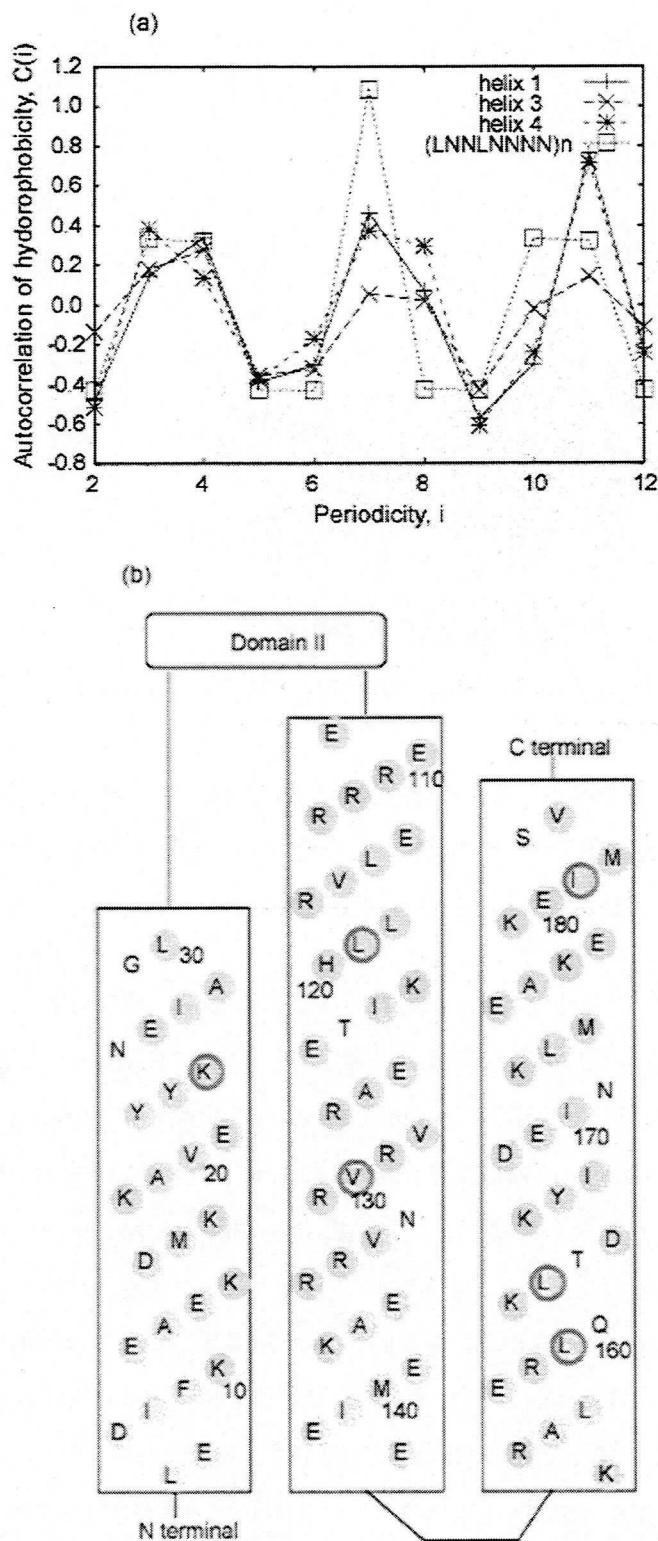 (a)
Autocorrelation of hydorophobicity, C(i)
1.2
1.0
0.8
0.6
0.4
0.2
0.0
-0.2
-0.4
-0.6
-0.8
helix 1
helix 3
helix 4
(LNNLNNNN)n
2 4 6 8 10 12
Periodicity, i
(b)
Domain II
G L 30
N E I A
Y Y K
K A V E
20
D M K
E A E K
D I F K
10
L E
N terminal
E
R R R E
110
R V L E
H L L
120
E T I K
R A E
R V R V
130
R R V N
K A E
E I M E
140
E
C terminal
S V
K E I M
180
E A K E
K L M
D E I N
170
K Y I
K L T D
E R L Q
160
R A L
K